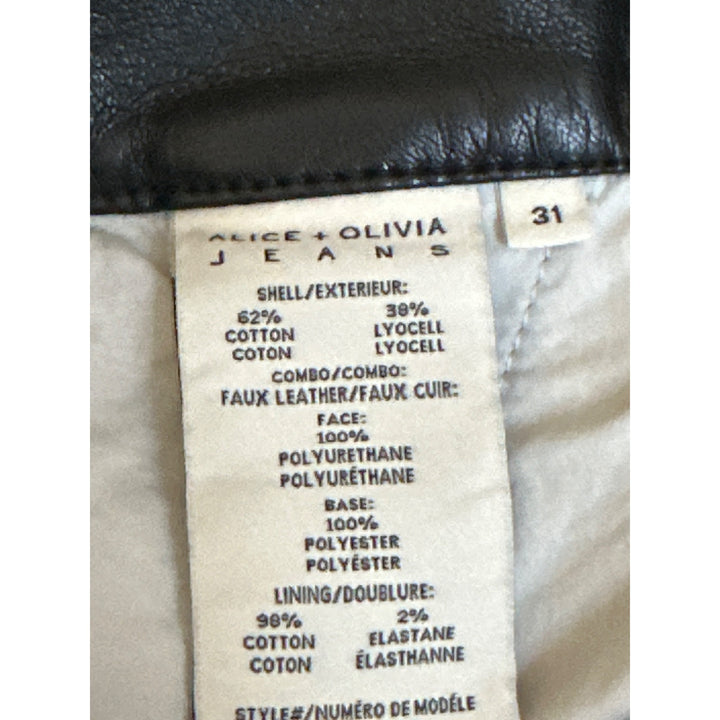 ALICE + OLIVIA
JEANS
31
SHELL/EXTERIEUR:
62% 38%
COTTON LYOCELL
COTON LYOCELL
COMBO/COMBO:
FAUX LEATHER/FAUX CUIR:
FACE:
100%
POLYURETHANE
POLYURÉTHANE
BASE:
100%
POLYESTER
POLYÉSTER
LINING/DOUBLURE:
98% 2%
COTTON ELASTANE
COTON ÉLASTHANNE
STYLE#/NUMÉRO DE MODÉLE